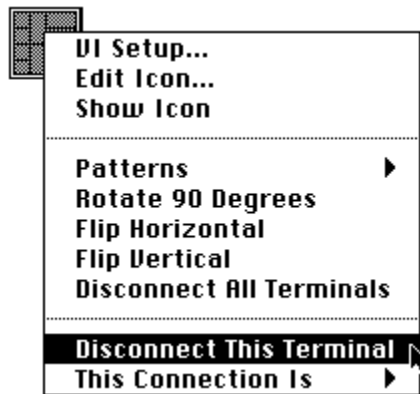 VI Setup...
Edit Icon...
Show Icon
Patterns
Rotate 90 Degrees
Flip Horizontal
Flip Vertical
Disconnect All Terminals
Disconnect This Terminal
This Connection Is